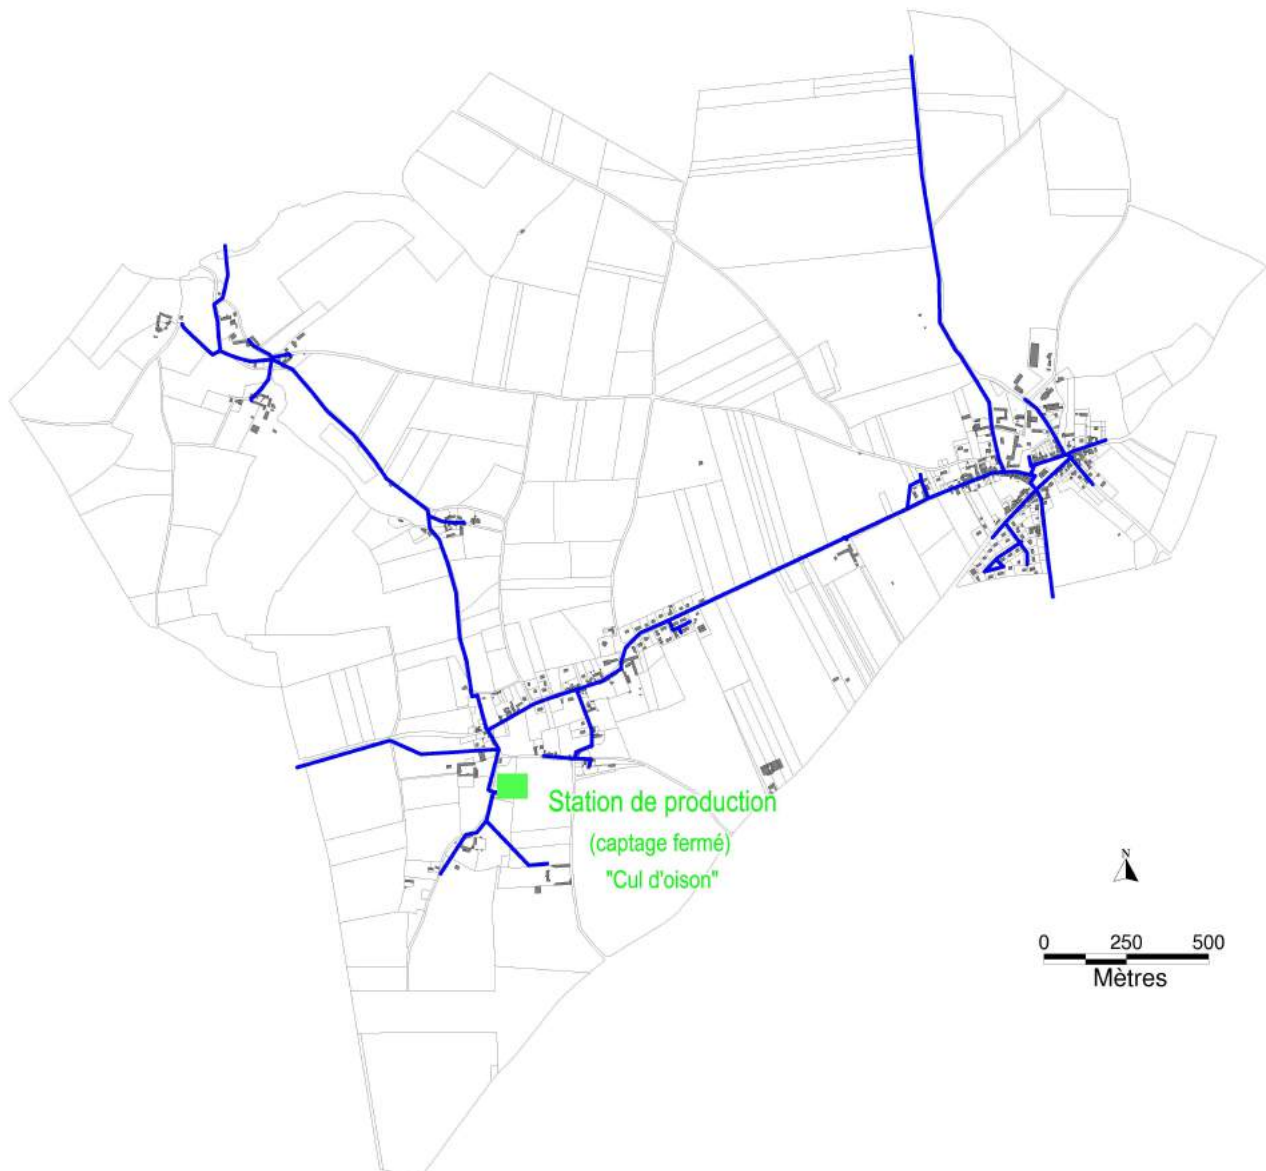 Station de production
(captage fermé)
"Cul d'oison"
N
0 250 500
Mètres